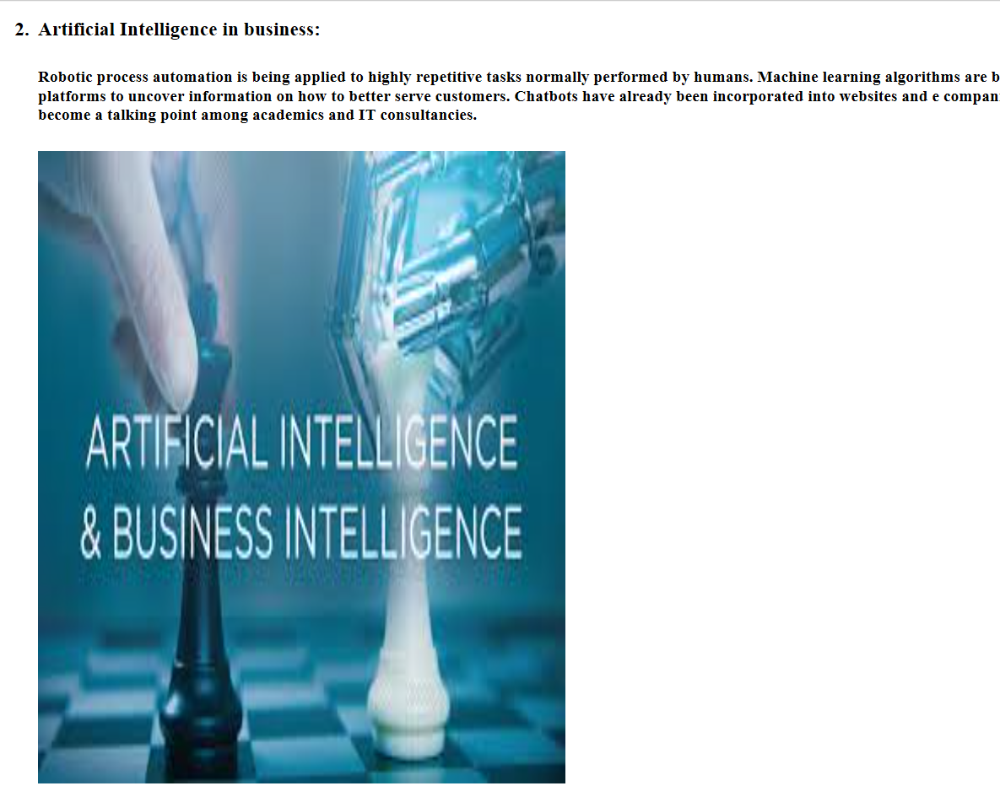 2. Artificial Intelligence in business:
Robotic process automation is being applied to highly repetitive tasks normally performed by humans. Machine learning algorithms are b
platforms to uncover information on how to better serve customers. Chatbots have already been incorporated into websites and e compan
become a talking point among academics and IT consultancies.
ARTIFICIAL INTELLIGENCE
& BUSINESS INTELLIGENCE